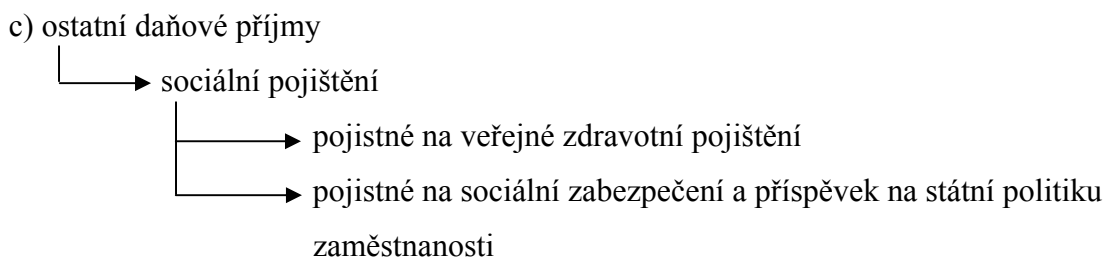 c) ostatní daňové příjmy
sociální pojištění
pojistné na veřejné zdravotní pojištění
pojistné na sociální zabezpečení a příspěvek na státní politiku
zaměstnanosti